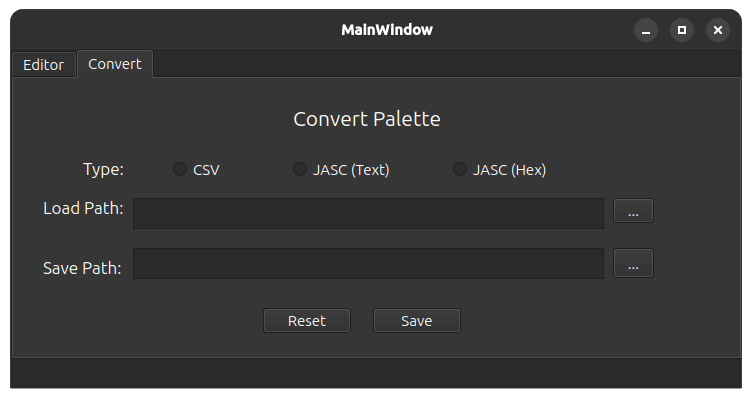 MainWindow
Editor Convert
Convert Palette
Type: CSV JASC (Text) JASC (Hex)
Load Path: ...
Save Path: ...
Reset Save